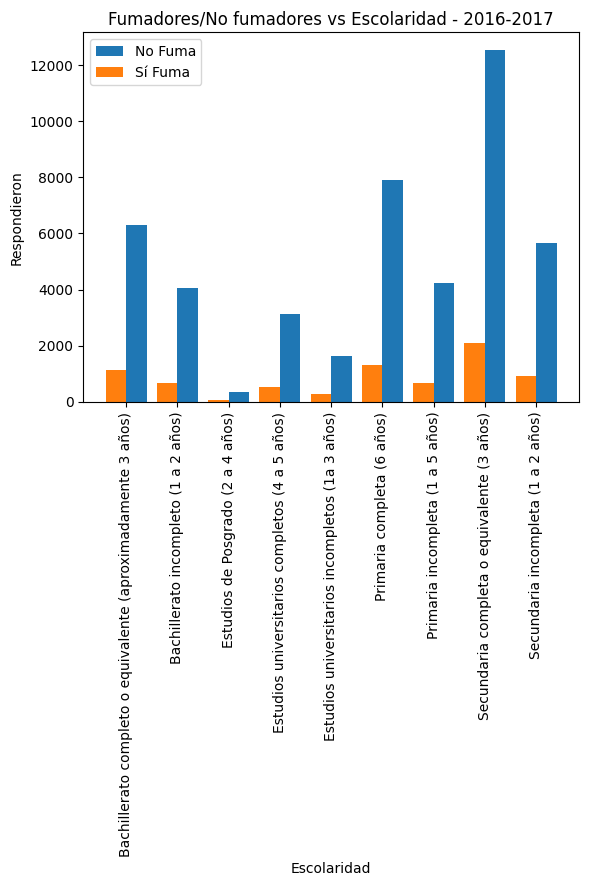 Fumadores/No fumadores vs Escolaridad - 2016-2017
No Fuma
Sí Fuma
Respondieron
12000
10000
8000
6000
4000
2000
0
Bachillerato completo o equivalente (aproximadamente 3 años)
Bachillerato incompleto (1 a 2 años)
Estudios de Posgrado (2 a 4 años)
Estudios universitarios completos (4 a 5 años)
Estudios universitarios incompletos (1a 3 años)
Primaria completa (6 años)
Primaria incompleta (1 a 5 años)
Secundaria completa o equivalente (3 años)
Secundaria incompleta (1 a 2 años)
Escolaridad